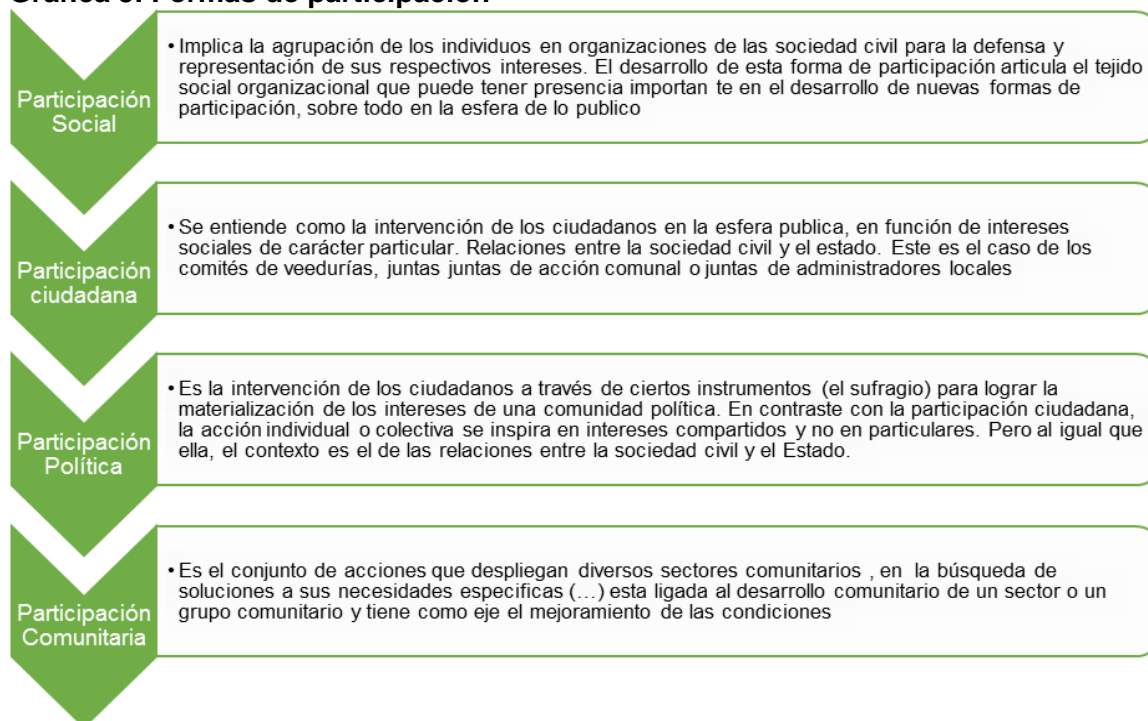 Participación
Social
• Implica la agrupación de los individuos en organizaciones de las sociedad civil para la defensa y
representación de sus respectivos intereses. El desarrollo de esta forma de participación articula el tejido
social organizacional que puede tener presencia importan te en el desarrollo de nuevas formas de
participación, sobre todo en la esfera de lo publico
Participación
ciudadana
• Se entiende como la intervención de los ciudadanos en la esfera publica, en función de intereses
sociales de carácter particular. Relaciones entre la sociedad civil y el estado. Este es el caso de los
comités de veedurías, juntas juntas de acción comunal o juntas de administradores locales
Participación
Política
• Es la intervención de los ciudadanos a través de ciertos instrumentos (el sufragio) para lograr la
materialización de los intereses de una comunidad política. En contraste con la participación ciudadana,
la acción individual o colectiva se inspira en intereses compartidos y no en particulares. Pero al igual que
ella, el contexto es el de las relaciones entre la sociedad civil y el Estado.
Participación
Comunitaria
• Es el conjunto de acciones que despliegan diversos sectores comunitarios , en la búsqueda de
soluciones a sus necesidades especificas (…) esta ligada al desarrollo comunitario de un sector o un
grupo comunitario y tiene como eje el mejoramiento de las condiciones